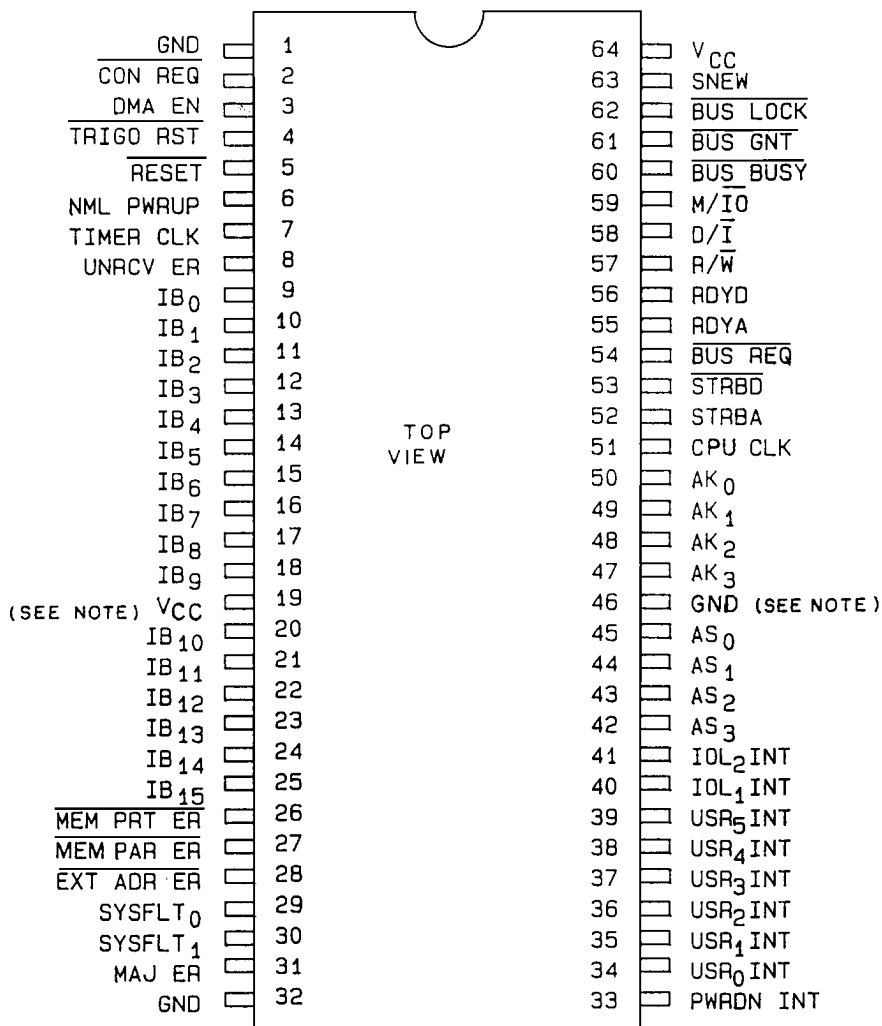 GND 1 64 VCC
CON REQ 2 63 SNEW
DMA EN 3 62 BUS LOCK
TRIGO RST 4 61 BUS GNT
RESET 5 60 BUS BUSY
NML PWRUP 6 59 M/IO
TIMER CLK 7 58 D/I
UNRCV ER 8 57 R/W
IB0 9 56 RDYD
IB1 10 55 RDYA
IB2 11 54 BUS REQ
IB3 12 53 STRBD
IB4 13 52 STRBA
TOP
VIEW
IB5 14 51 CPU CLK
IB6 15 50 AK0
IB7 16 49 AK1
IB8 17 48 AK2
IB9 18 47 AK3
(SEE NOTE) VCC 19 46 GND (SEE NOTE)
IB10 20 45 AS0
IB11 21 44 AS1
IB12 22 43 AS2
IB13 23 42 AS3
IB14 24 41 IOL2INT
IB15 25 40 IOL1INT
MEM PRT ER 26 39 USR5INT
MEM PAR ER 27 38 USR4INT
EXT ADR ER 28 37 USR3INT
SYSFLT0 29 36 USR2INT
SYSFLT1 30 35 USR1INT
MAJ ER 31 34 USR0INT
GND 32 33 PWRDN INT